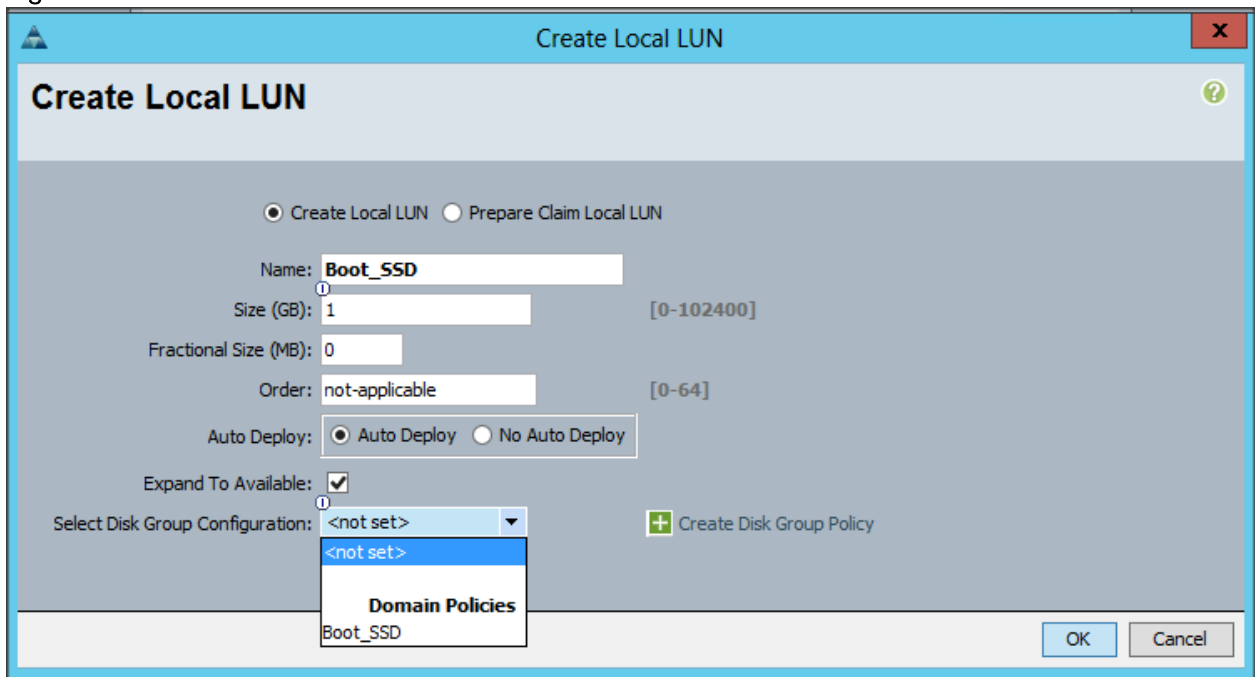 Create Local LUN
x
Create Local LUN
?
Create Local LUN Prepare Claim Local LUN
Name: Boot_SSD
Size (GB): 1 [0-102400]
Fractional Size (MB): 0
Order: not-applicable [0-64]
Auto Deploy: Auto Deploy No Auto Deploy
Expand To Available:
Select Disk Group Configuration: <not set> Create Disk Group Policy
<not set>
Domain Policies
Boot_SSD
OK Cancel